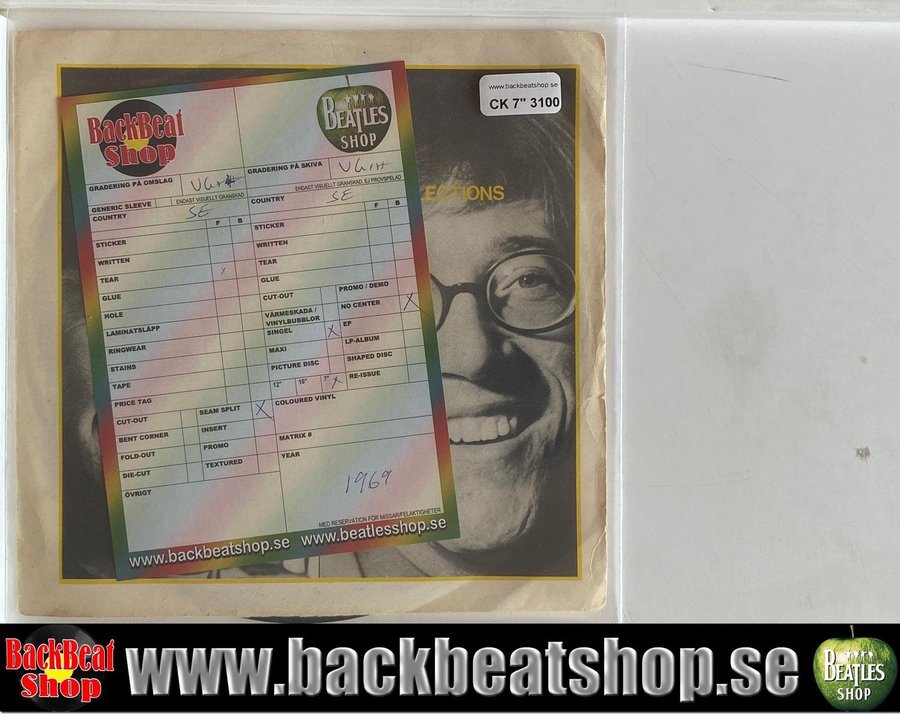 www.backbeatshop.se
CK 7" 3100
ECTIONS
BackBeat
Shop
BEATLES
SHOP
GRADERING PÅ OMSLAG
GRADERING PÅ SKIVA
ENDAST VISUELLT GRANSKAD
ENDAST VISUELLT GRANSKAD, EJ PROVSPELAD
GENERIC SLEEVE
COUNTRY SE
COUNTRY SE
F B
F B
STICKER
STICKER
WRITTEN
WRITTEN
TEAR
TEAR
GLUE
GLUE
HOLE
CUT-OUT
PROMO / DEMO
LAMINATSLÄPP
VÄRMESKADA /
VINYLBUBBLOR
NO CENTER X
RINGWEAR
SINGEL X
EP
STAINS
MAXI
LP-ALBUM
TAPE
PICTURE DISC
SHAPED DISC
PRICE TAG
12" 10" 7" X
RE-ISSUE
CUT-OUT
SEAM SPLIT X
COLOURED VINYL
BENT CORNER
INSERT
FOLD-OUT
PROMO
MATRIX #
DIE-CUT
TEXTURED
YEAR
ÖVRIGT
1969
MED RESERVATION FÖR MISSAR/FELAKTIGHETER
www.backbeatshop.se www.beatlesshop.se
BackBeat
Shop
www.backbeatshop.se
BEATLES
SHOP